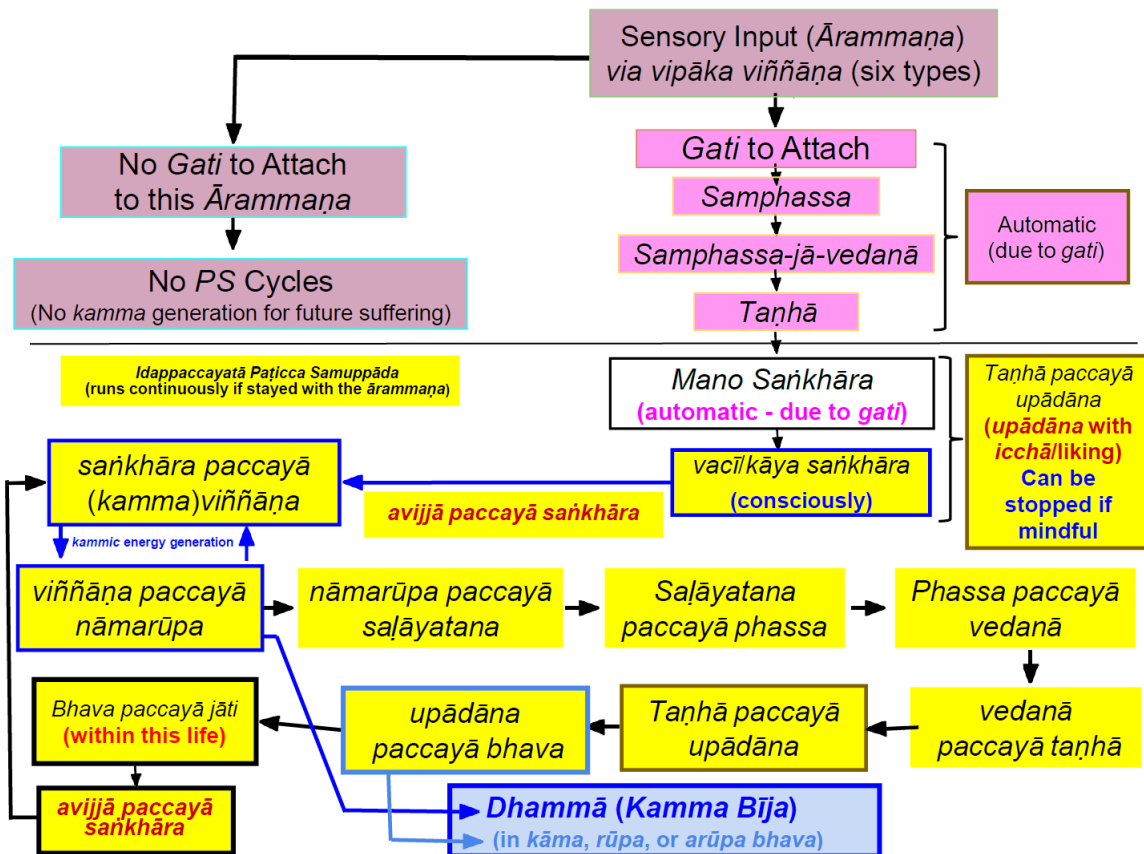 Sensory Input (Ārammaṇa)
via vipāka viññāṇa (six types)
No Gati to Attach
to this Ārammaṇa
No PS Cycles
(No kamma generation for future suffering)
Gati to Attach
Samphassa
Samphassa-jā-vedanā
Taṇhā
Automatic
(due to gati)
Idappaccayatā Paṭicca Samuppāda
(runs continuously if stayed with the ārammaṇa)
Mano Saṅkhāra
(automatic - due to gati)
vacī/kāya saṅkhāra
(consciously)
Taṇhā paccayā
upādāna
(upādāna with
icchā/liking)
Can be
stopped if
mindful
saṅkhāra paccayā
(kamma)viññāṇa
avijjā paccayā saṅkhāra
kammic energy generation
viññāṇa paccayā
nāmarūpa
nāmarūpa paccayā
saḷāyatana
Saḷāyatana
paccayā phassa
Phassa paccayā
vedanā
vedanā
paccayā taṇhā
Taṇhā paccayā
upādāna
upādāna
paccayā bhava
Bhava paccayā jāti
(within this life)
avijjā paccayā
saṅkhāra
Dhammā (Kamma Bīja)
(in kāma, rūpa, or arūpa bhava)